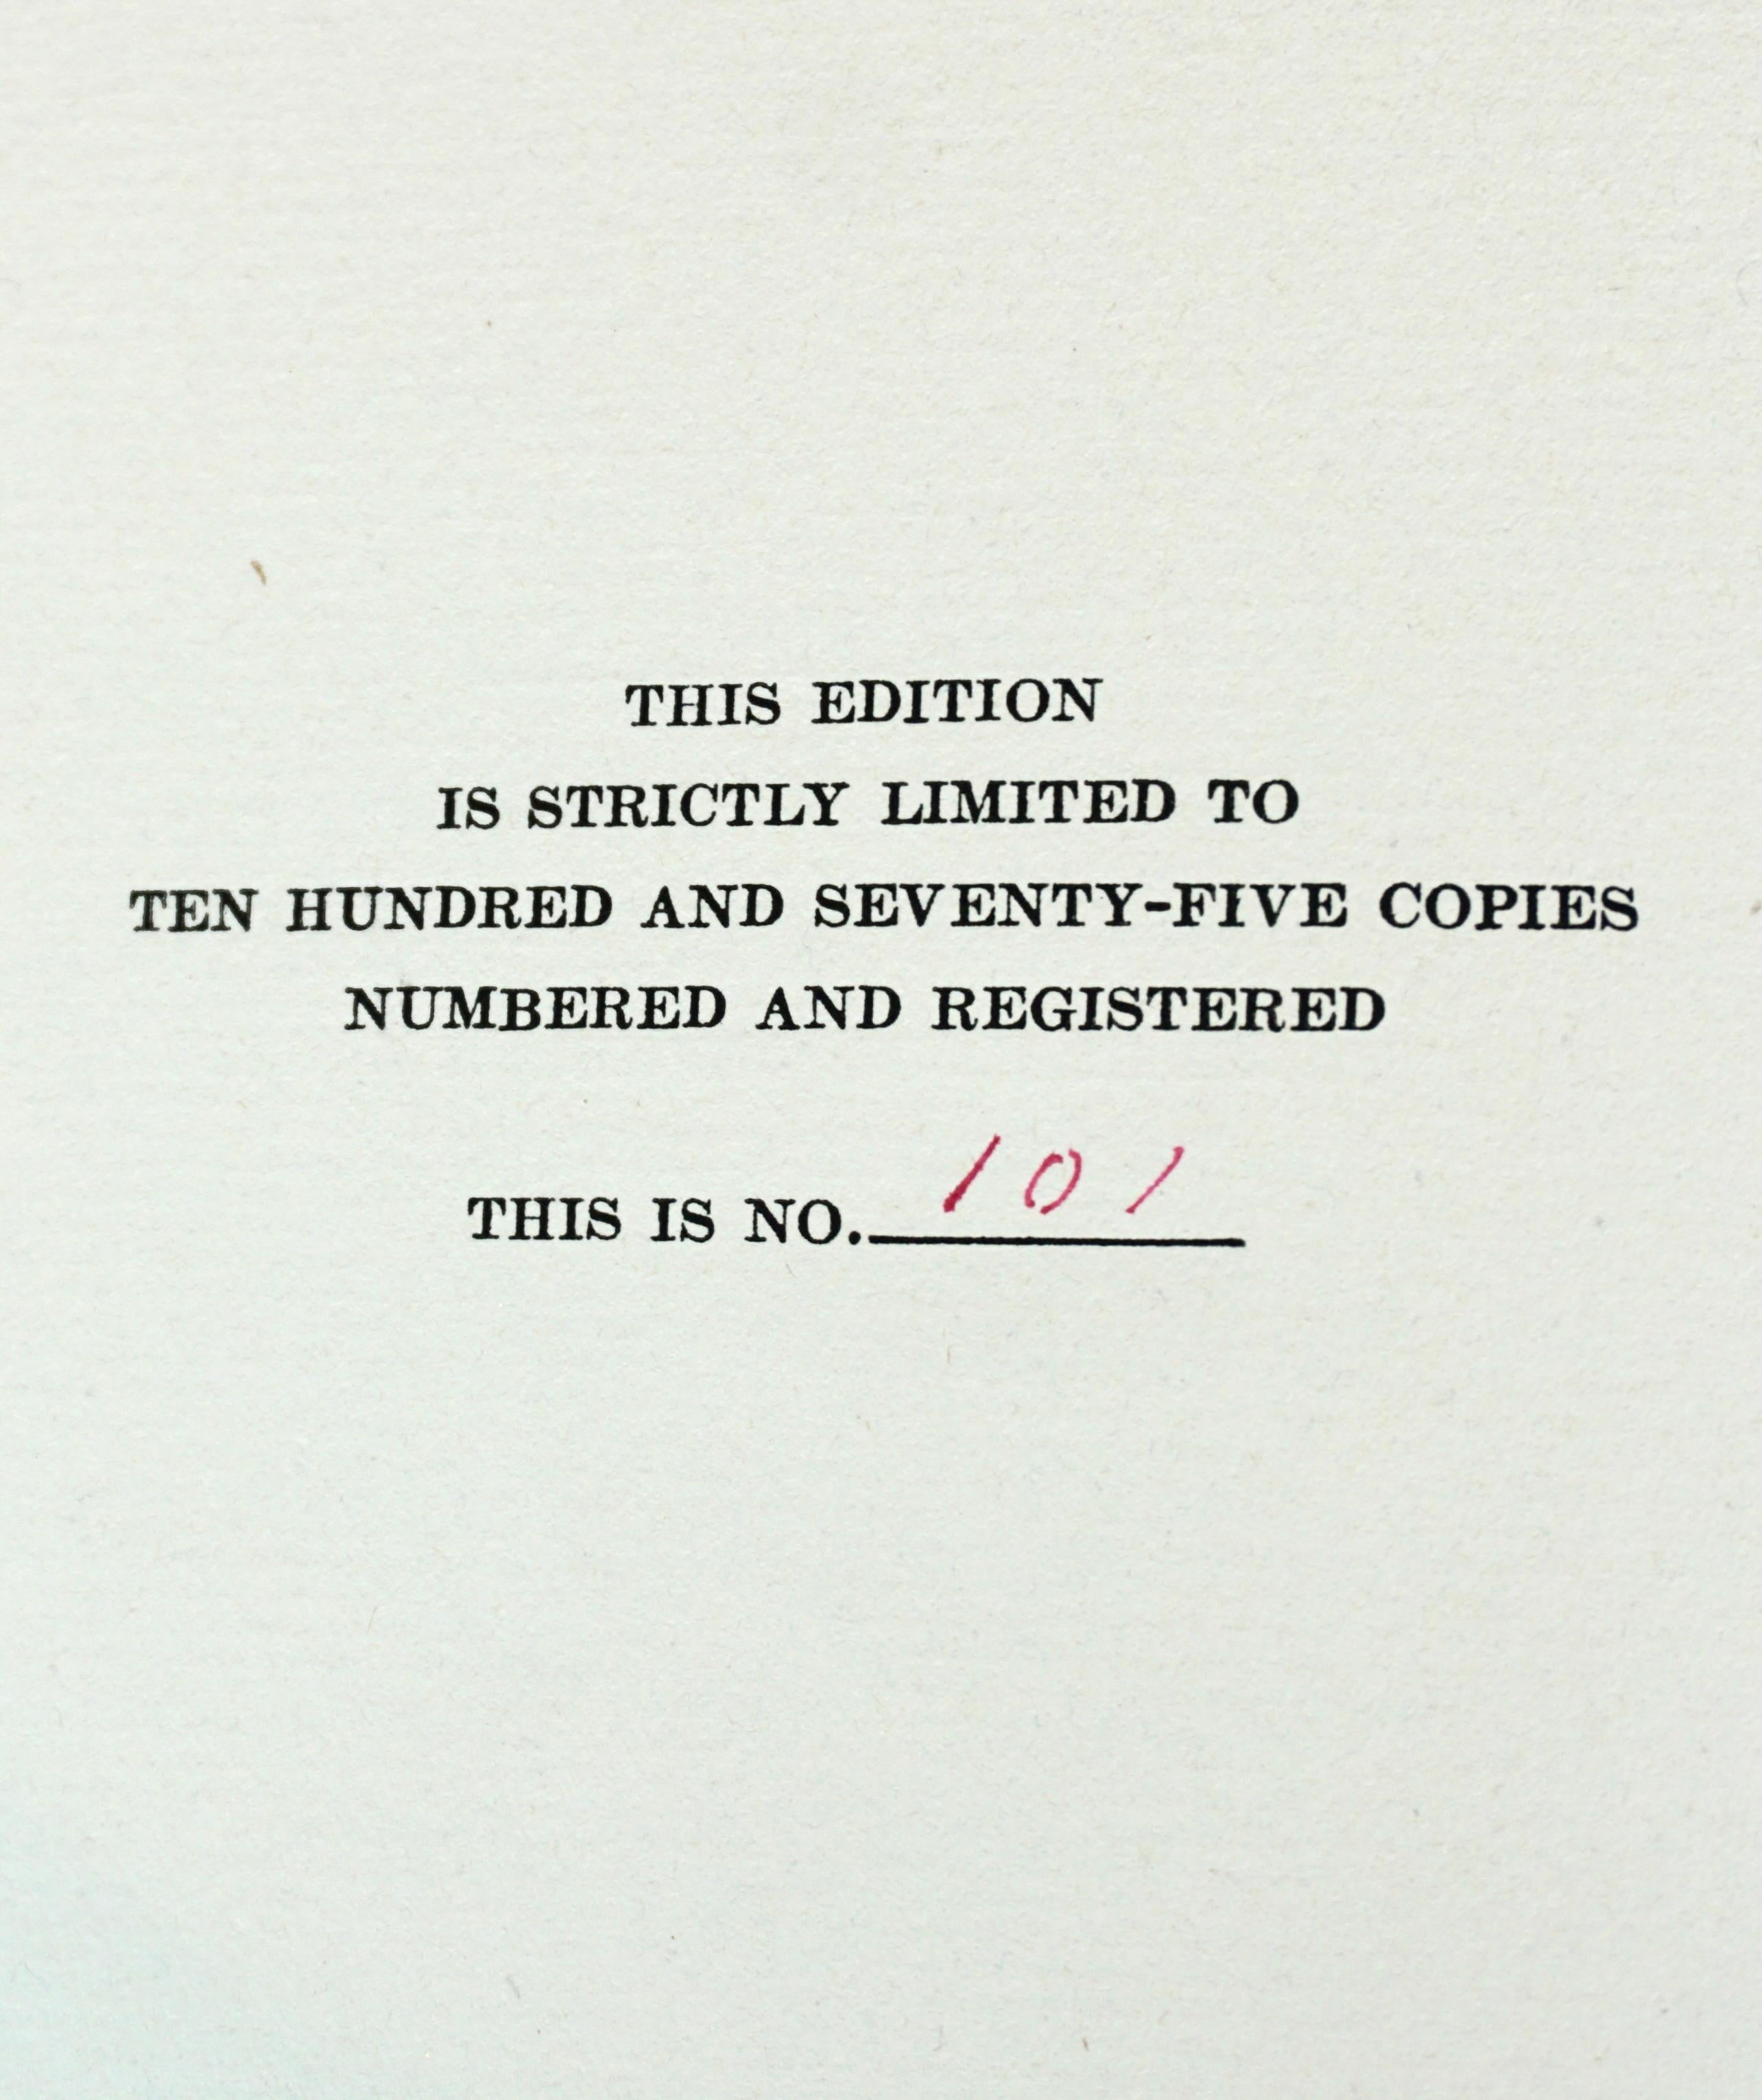 THIS EDITION
IS STRICTLY LIMITED TO
TEN HUNDRED AND SEVENTY-FIVE COPIES
NUMBERED AND REGISTERED
THIS IS NO. 101